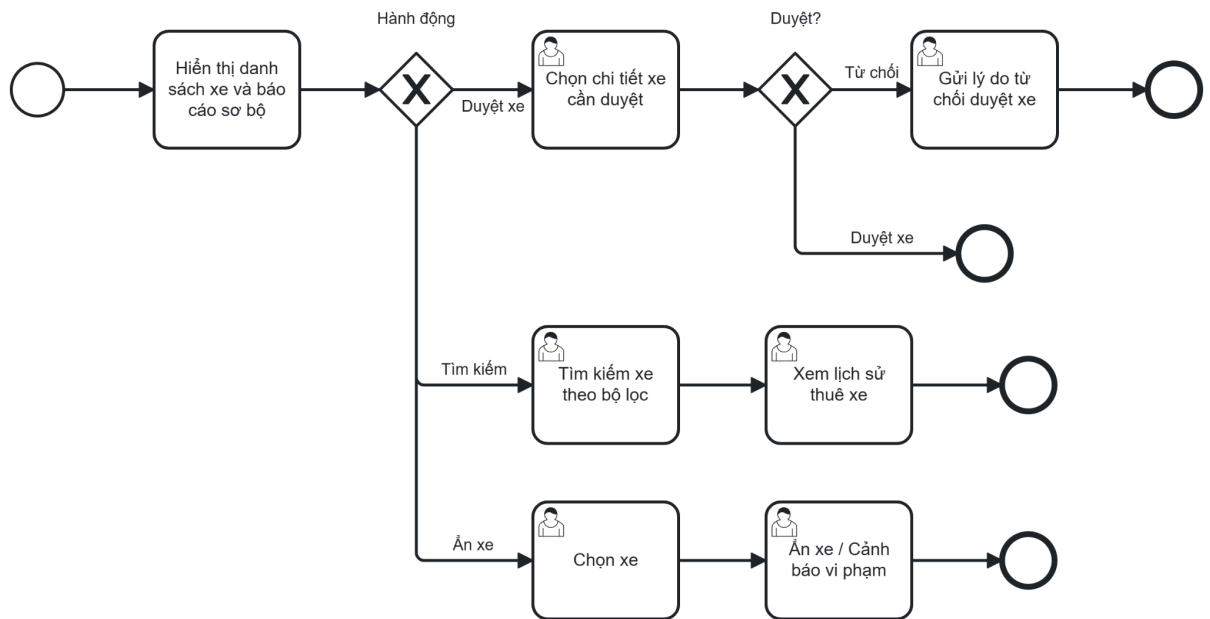 Hành động
Duyệt?
Hiển thị danh
sách xe và báo
cáo sơ bộ
Duyệt xe
Chọn chi tiết xe
cần duyệt
Từ chối
Gửi lý do từ
chối duyệt xe
Duyệt xe
Tìm kiếm
Tìm kiếm xe
theo bộ lọc
Xem lịch sử
thuê xe
Ẩn xe
Chọn xe
Ẩn xe / Cảnh
báo vi phạm